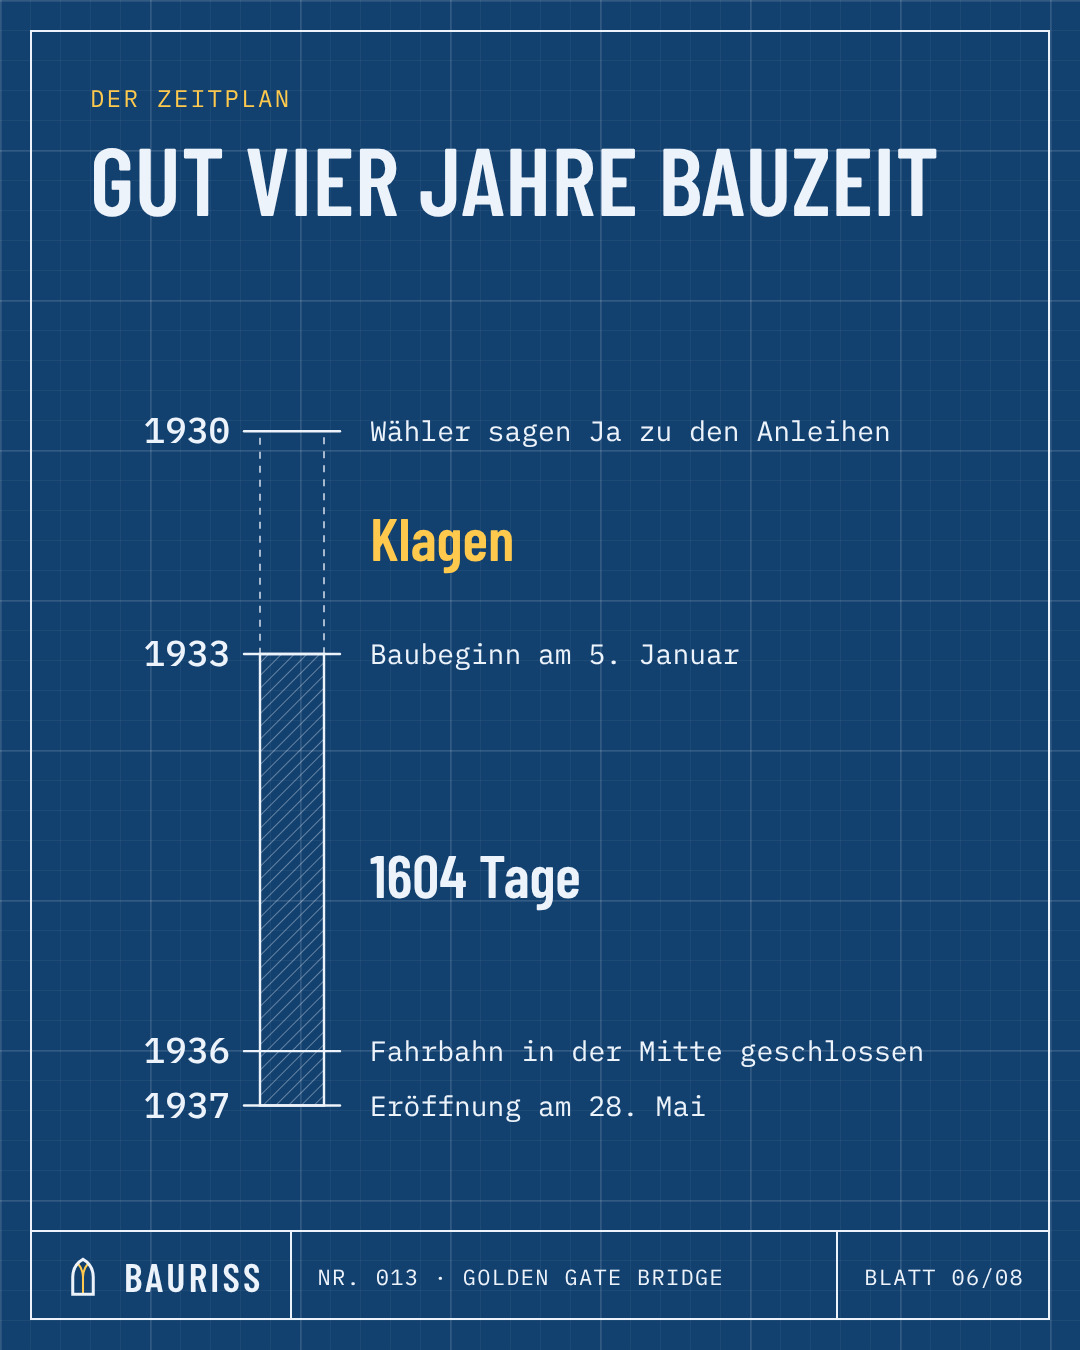 DER ZEITPLAN
GUT VIER JAHRE BAUZEIT
1930 Wähler sagen Ja zu den Anleihen
Klagen
1933 Baubeginn am 5. Januar
1604 Tage
1936 Fahrbahn in der Mitte geschlossen
1937 Eröffnung am 28. Mai
BAURISS
NR. 013 · GOLDEN GATE BRIDGE
BLATT 06/08